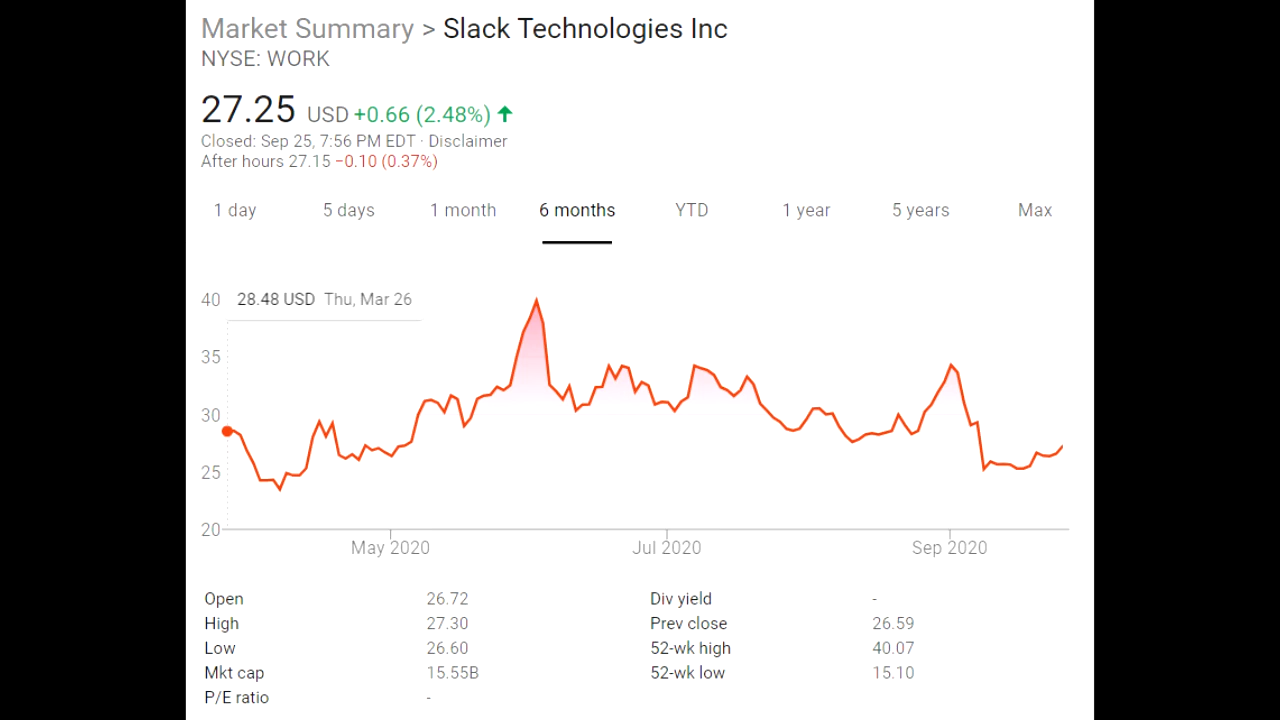 Market Summary > Slack Technologies Inc
NYSE: WORK
27.25 USD +0.66 (2.48%)
Closed: Sep 25, 7:56 PM EDT · Disclaimer
After hours 27.15 −0.10 (0.37%)
1 day 5 days 1 month 6 months YTD 1 year 5 years Max
40 28.48 USD Thu, Mar 26
35
30
25
20
May 2020 Jul 2020 Sep 2020
Open 26.72 Div yield -
High 27.30 Prev close 26.59
Low 26.60 52-wk high 40.07
Mkt cap 15.55B 52-wk low 15.10
P/E ratio -